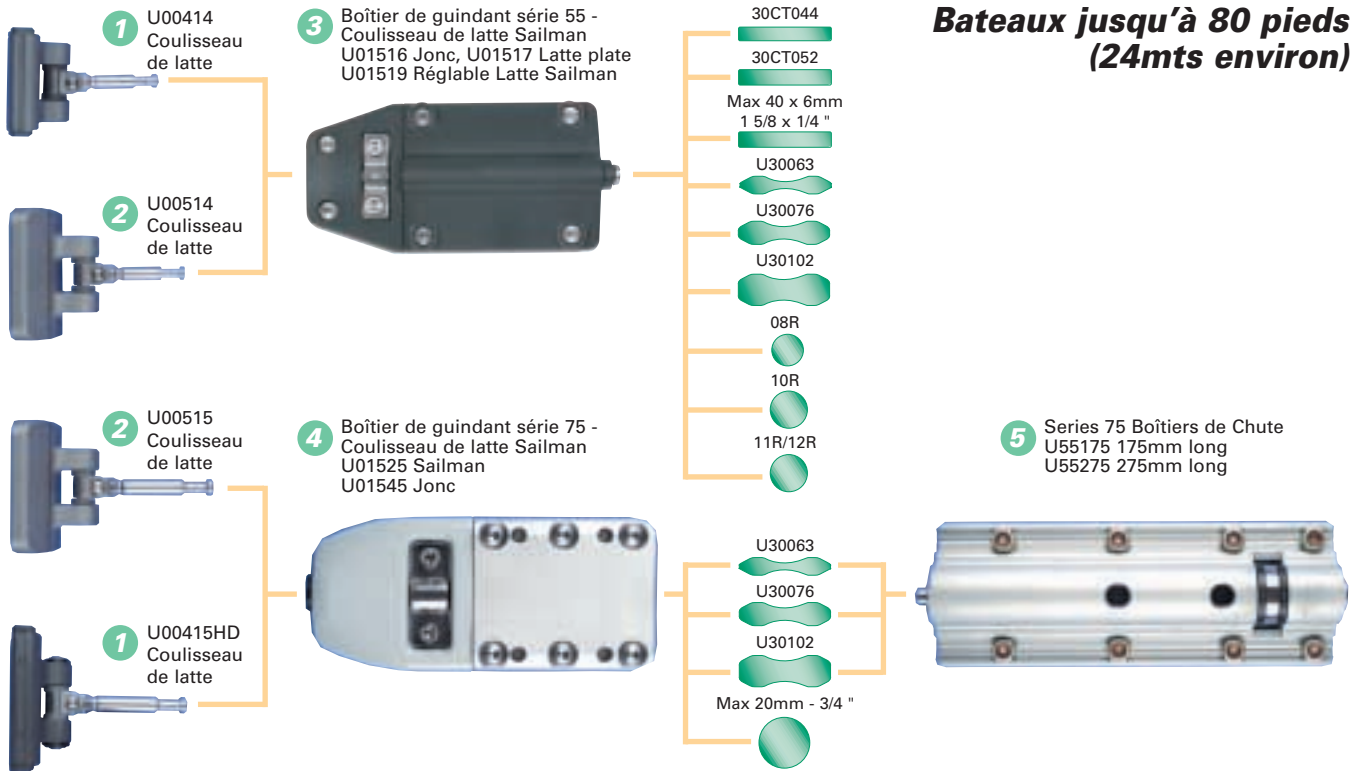 Bateaux jusqu'à 80 pieds
(24mts environ)
1
U00414
Coulisseau
de latte
2
U00514
Coulisseau
de latte
3
Boîtier de guindant série 55 -
Coulisseau de latte Sailman
U01516 Jonc, U01517 Latte plate
U01519 Réglable Latte Sailman
30CT044
30CT052
Max 40 x 6mm
1 5/8 x 1/4 "
U30063
U30076
U30102
08R
10R
11R/12R
2
U00515
Coulisseau
de latte
1
U00415HD
Coulisseau
de latte
4
Boîtier de guindant série 75 -
Coulisseau de latte Sailman
U01525 Sailman
U01545 Jonc
U30063
U30076
U30102
Max 20mm - 3/4 "
5
Series 75 Boîtiers de Chute
U55175 175mm long
U55275 275mm long